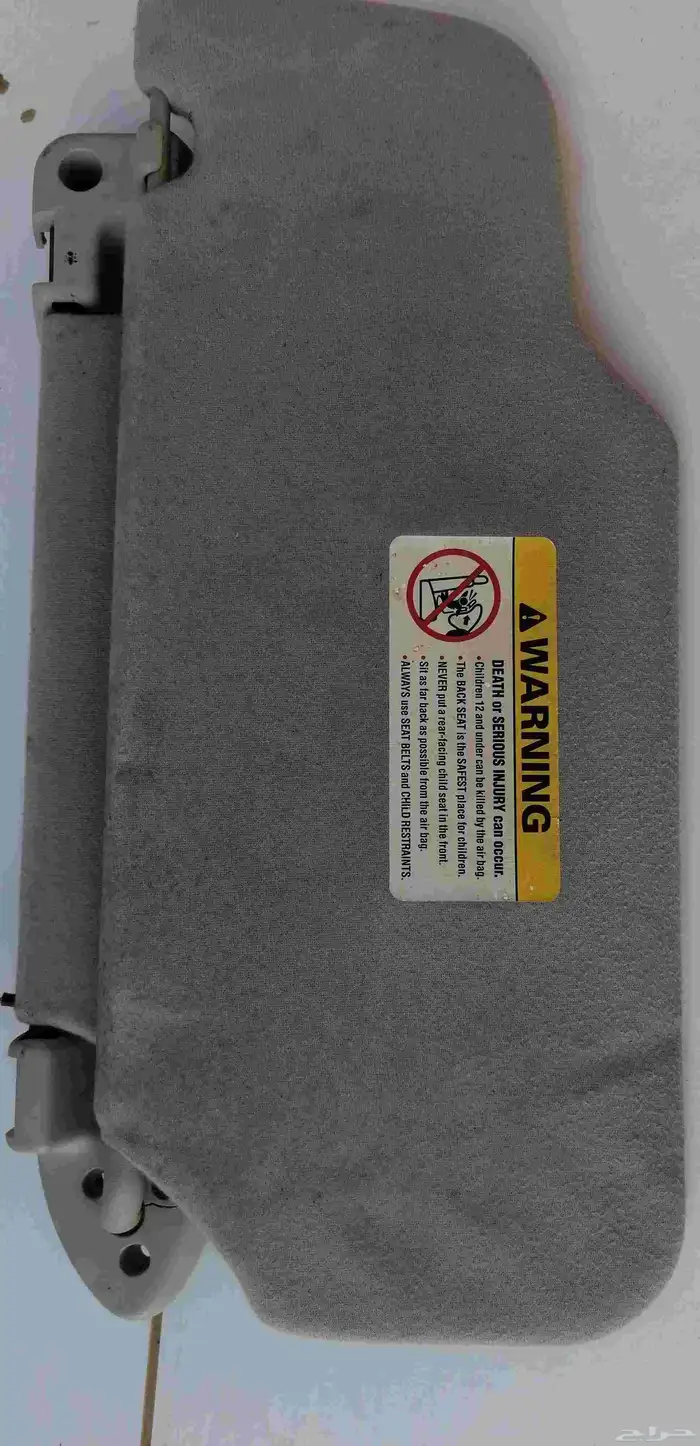 WARNING
DEATH or SERIOUS INJURY can occur.
•Children 12 and under can be killed by the air bag.
•The BACK SEAT is the SAFEST place for children.
•NEVER put a rear-facing child seat in the front.
•Sit as far back as possible from the air bag.
•ALWAYS use SEAT BELTS and CHILD RESTRAINTS.
حراج